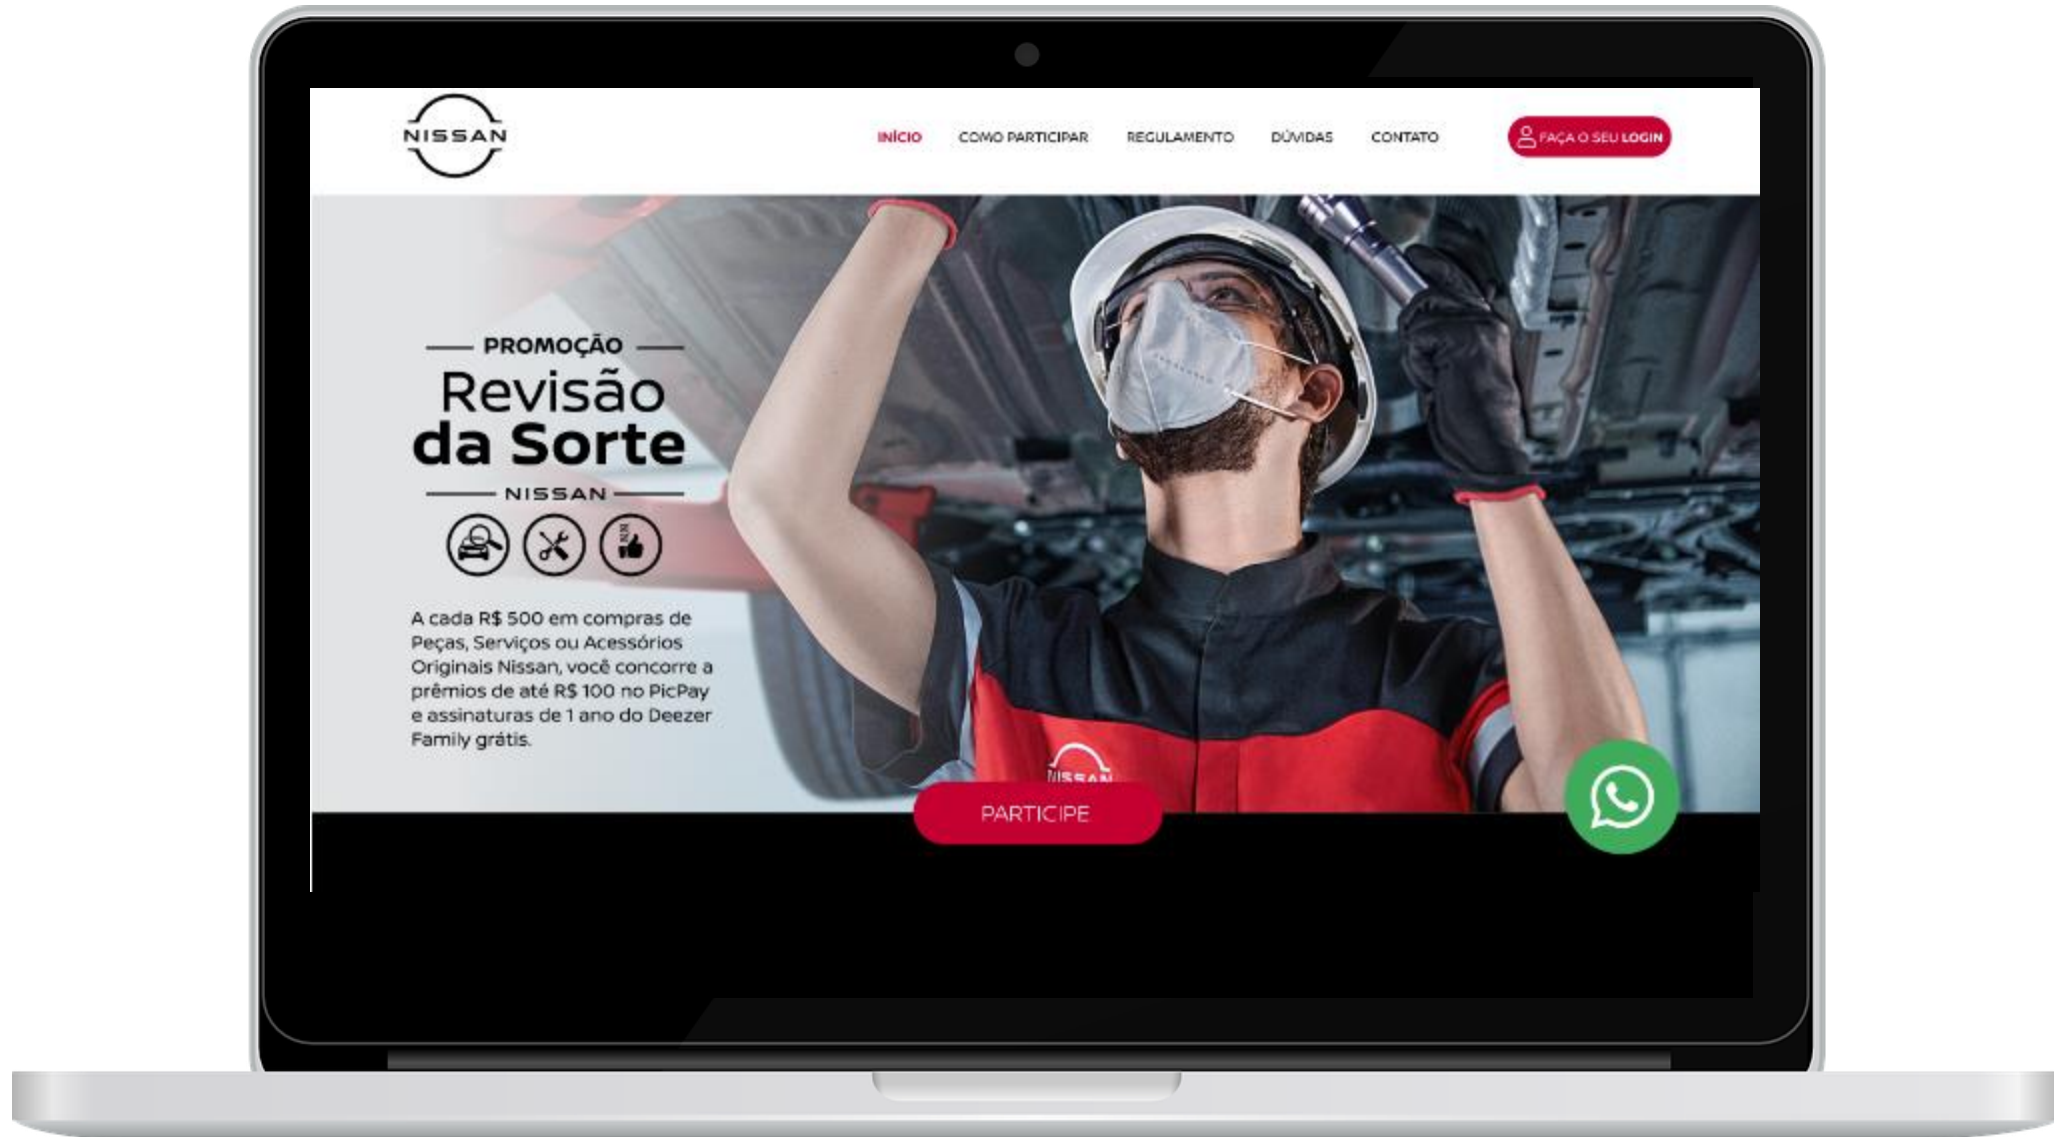 NISSAN
INÍCIO
COMO PARTICIPAR
REGULAMENTO
DÚVIDAS
CONTATO
FAÇA O SEU LOGIN
PROMOÇÃO
Revisão
da Sorte
NISSAN
A cada R$ 500 em compras de
Peças, Serviços ou Acessórios
Originais Nissan, você concorre a
prêmios de até R$ 100 no PicPay
e assinaturas de 1 ano do Deezer
Family grátis.
NISSAN
PARTICIPE